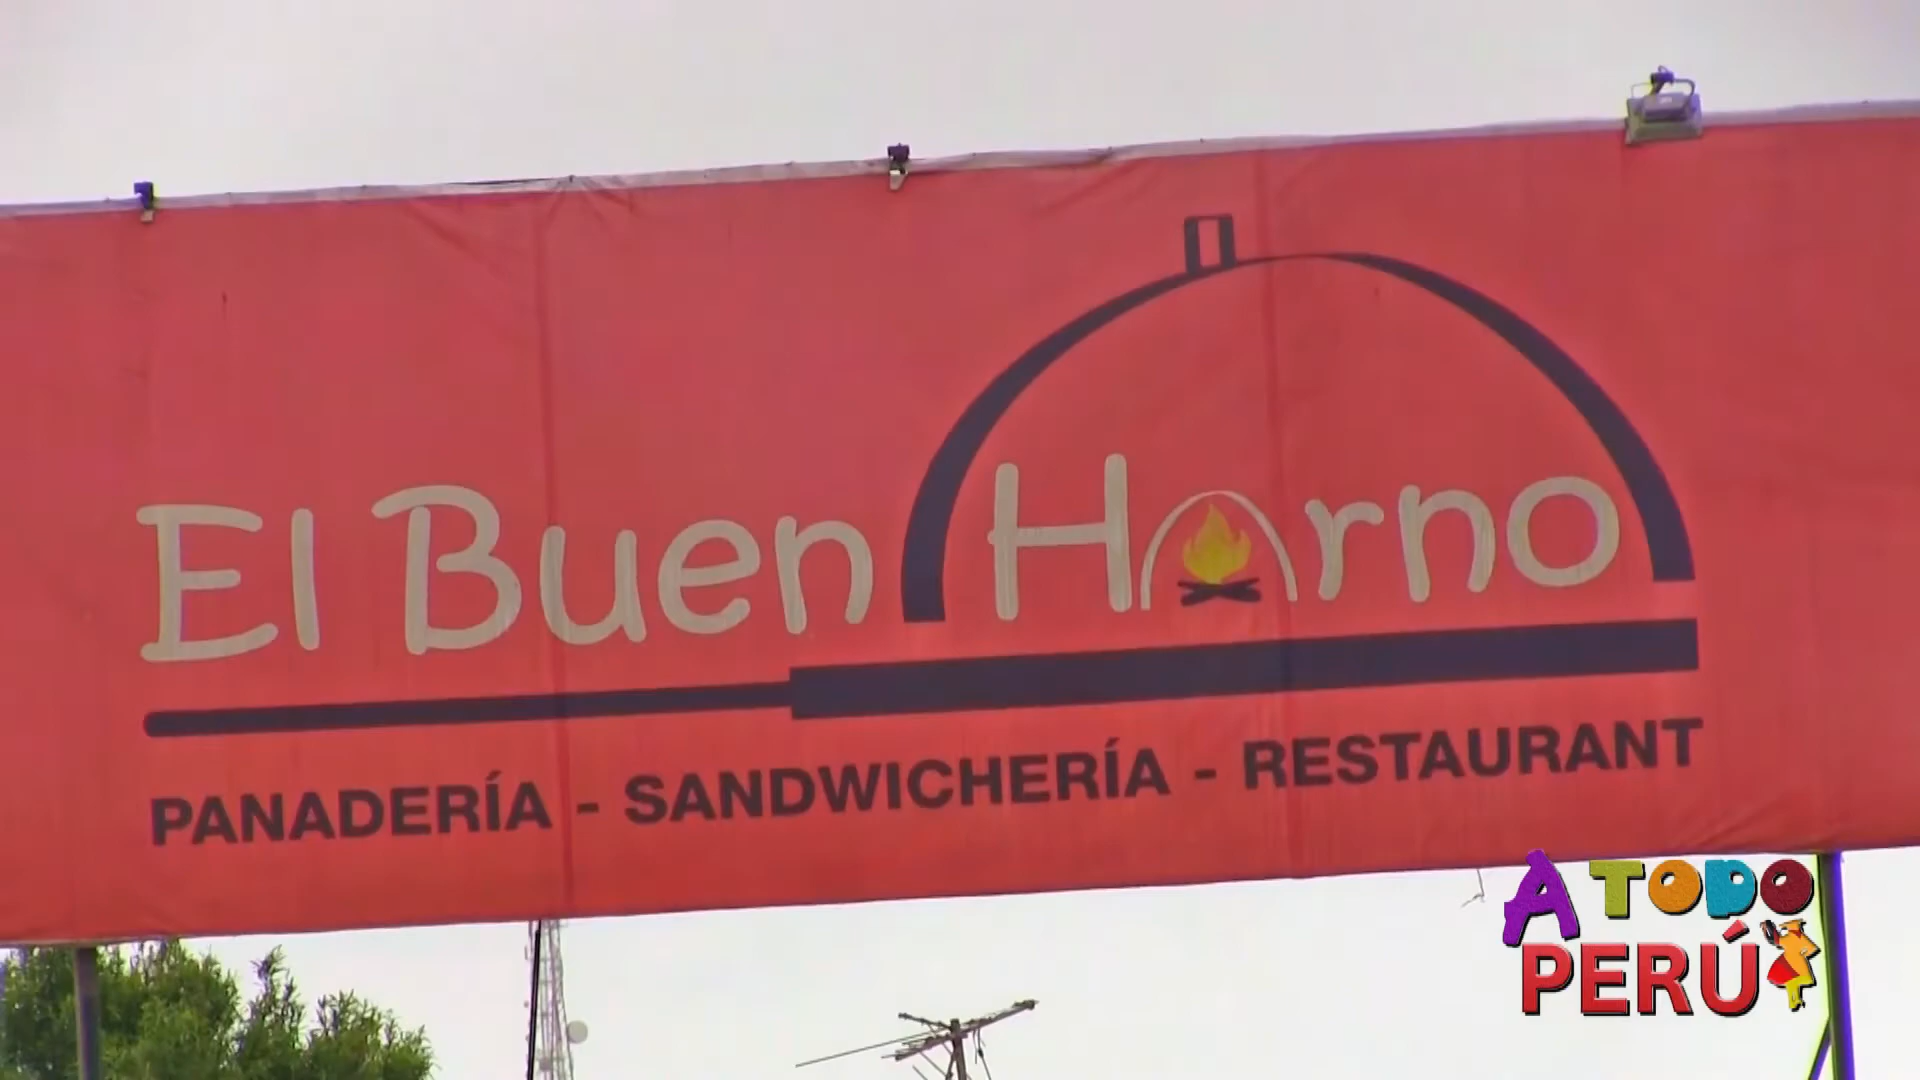 El Buen Horno
PANADERÍA - SANDWICHERÍA - RESTAURANT
A TODO
PERÚ